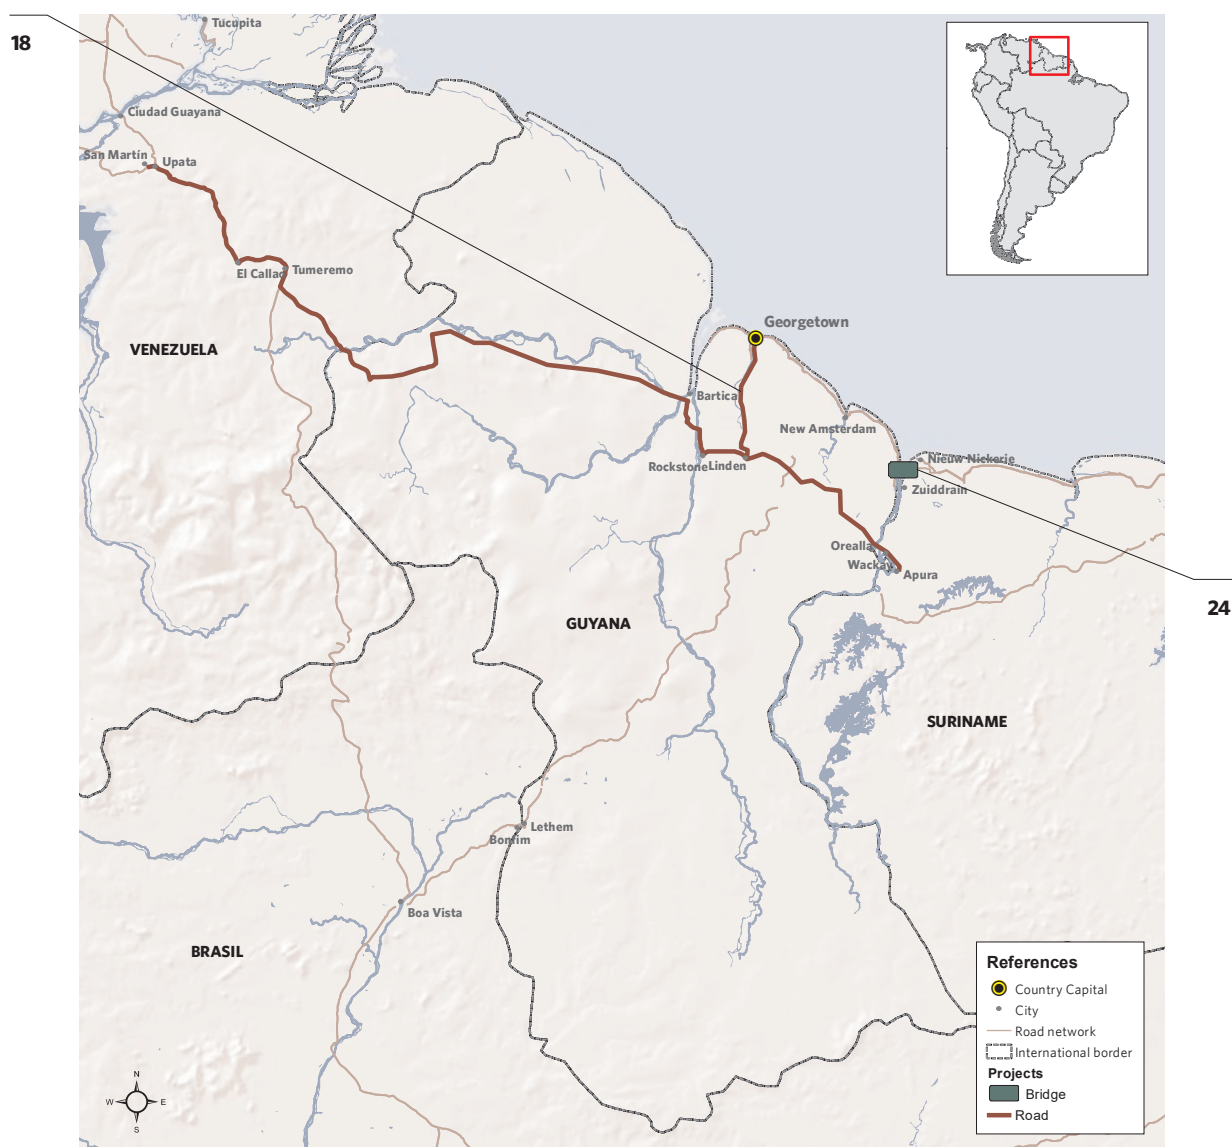 18
Tucupita
Ciudad Guayana
San Martín
Upata
El Callao
Tumeremo
VENEZUELA
Georgetown
Bartica
New Amsterdam
Rockstone
Linden
Nieuw Nickerie
Zuiddrain
Orealla
Wackay
Apura
24
GUYANA
SURINAME
Lethem
Bonfim
Boa Vista
BRASIL
N
W
E
S
References
Country Capital
City
Road network
International border
Projects
Bridge
Road